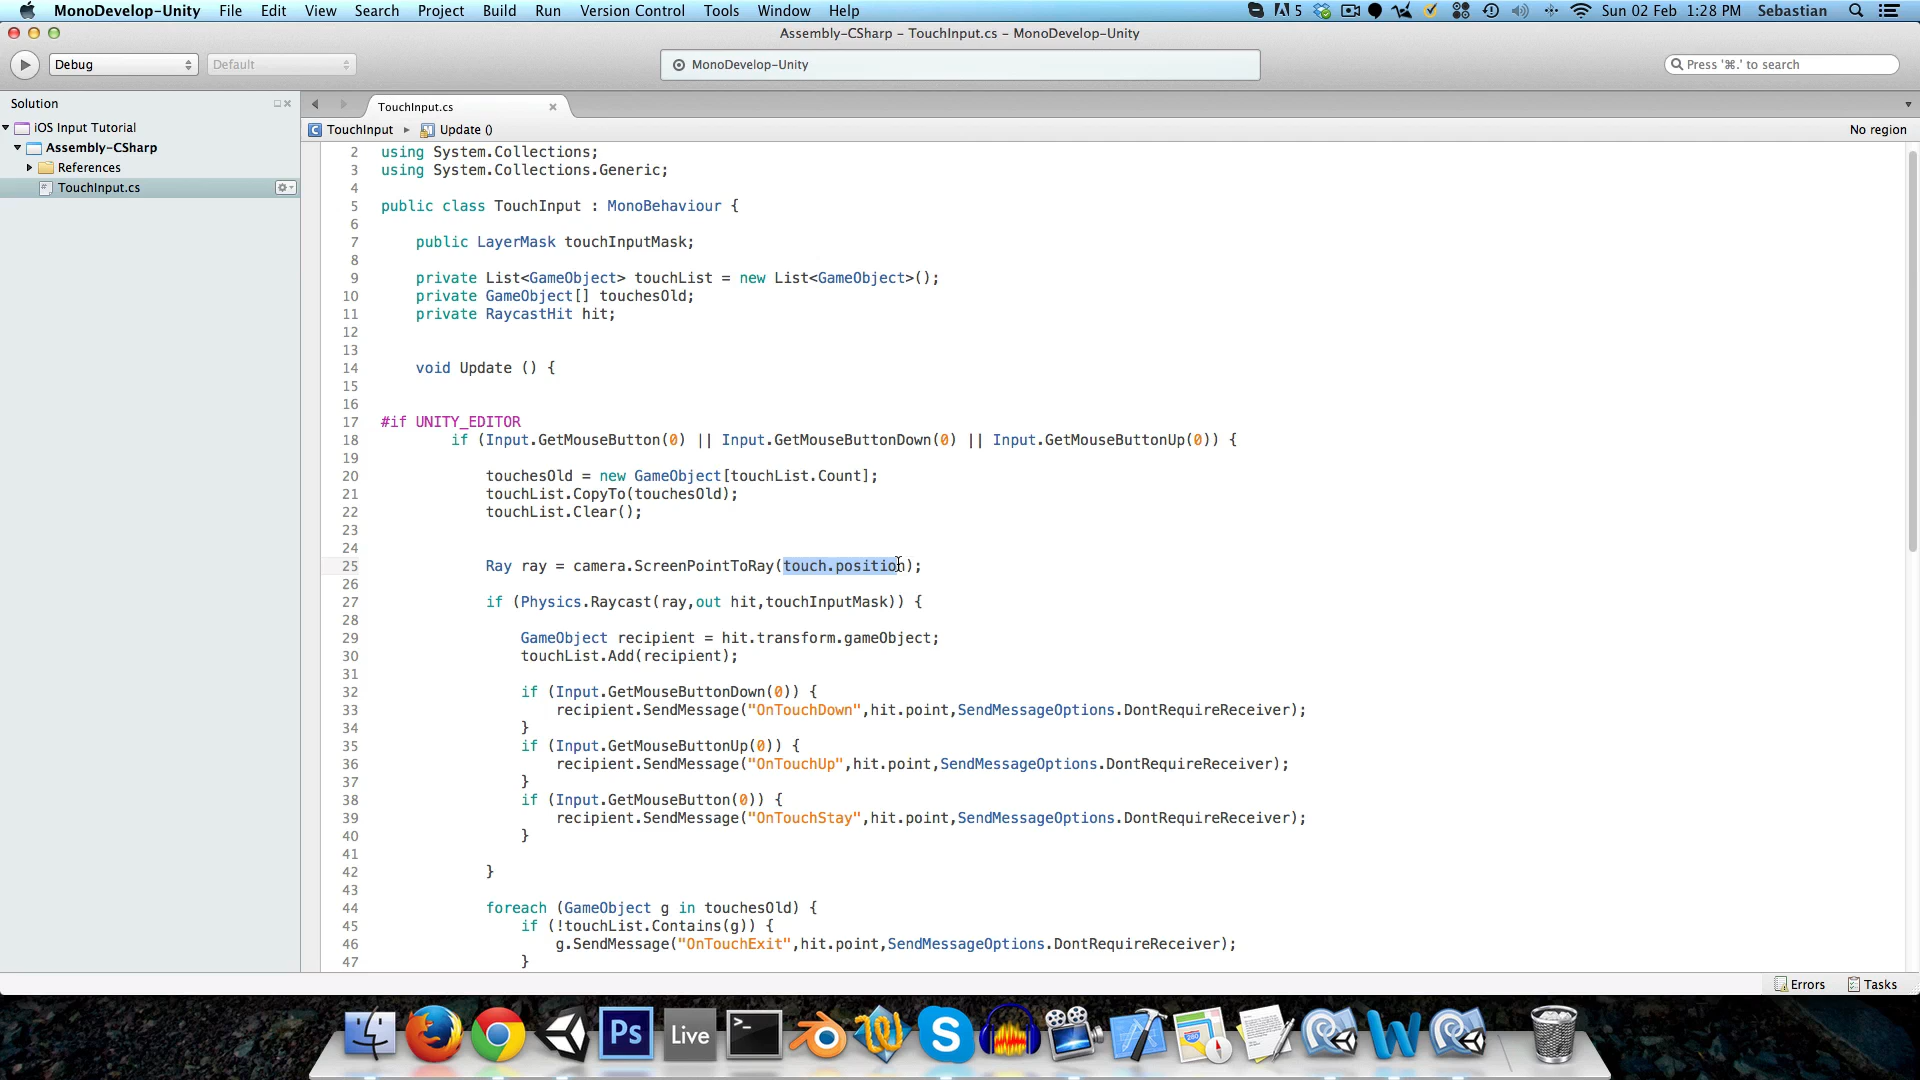 MonoDevelop-Unity File Edit View Search Project Build Run Version Control Tools Window Help 5 Sun 02 Feb 1:28 PM Sebastian
Assembly-CSharp – TouchInput.cs – MonoDevelop-Unity
Debug Default MonoDevelop-Unity Press '⌘.' to search
Solution TouchInput.cs
iOS Input Tutorial TouchInput Update () No region
Assembly-CSharp
References
TouchInput.cs
2 using System.Collections;
3 using System.Collections.Generic;
4
5 public class TouchInput : MonoBehaviour {
6
7 public LayerMask touchInputMask;
8
9 private List<GameObject> touchList = new List<GameObject>();
10 private GameObject[] touchesOld;
11 private RaycastHit hit;
12
13
14 void Update () {
15
16
17 #if UNITY_EDITOR
18 if (Input.GetMouseButton(0) || Input.GetMouseButtonDown(0) || Input.GetMouseButtonUp(0)) {
19
20 touchesOld = new GameObject[touchList.Count];
21 touchList.CopyTo(touchesOld);
22 touchList.Clear();
23
24
25 Ray ray = camera.ScreenPointToRay(touch.position);
26
27 if (Physics.Raycast(ray,out hit,touchInputMask)) {
28
29 GameObject recipient = hit.transform.gameObject;
30 touchList.Add(recipient);
31
32 if (Input.GetMouseButtonDown(0)) {
33 recipient.SendMessage("OnTouchDown",hit.point,SendMessageOptions.DontRequireReceiver);
34 }
35 if (Input.GetMouseButtonUp(0)) {
36 recipient.SendMessage("OnTouchUp",hit.point,SendMessageOptions.DontRequireReceiver);
37 }
38 if (Input.GetMouseButton(0)) {
39 recipient.SendMessage("OnTouchStay",hit.point,SendMessageOptions.DontRequireReceiver);
40 }
41
42 }
43
44 foreach (GameObject g in touchesOld) {
45 if (!touchList.Contains(g)) {
46 g.SendMessage("OnTouchExit",hit.point,SendMessageOptions.DontRequireReceiver);
47 }
Errors Tasks
Ps Live